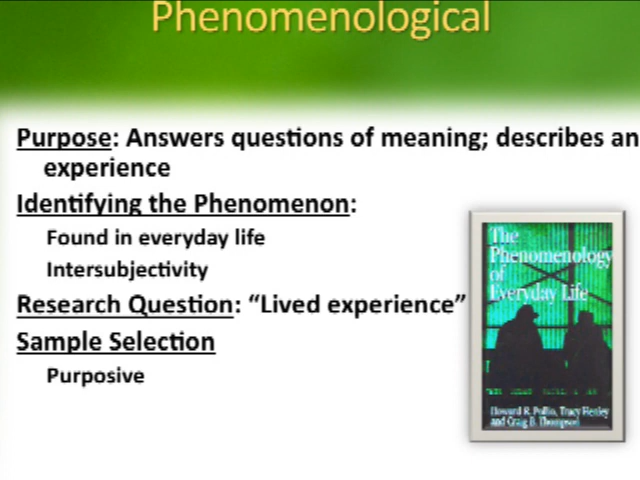 Phenomenological
Purpose: Answers questions of meaning; describes an
experience
Identifying the Phenomenon:
Found in everyday life
Intersubjectivity
Research Question: “Lived experience”
Sample Selection
Purposive
The
Phenomenology
of
Everyday Life
Howard R. Pollio, Tracy Henley
and Craig B. Thompson